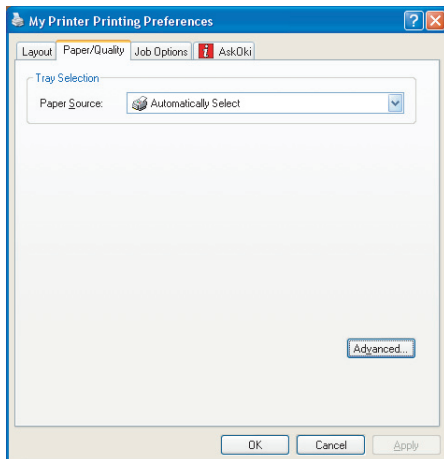 My Printer Printing Preferences
Layout Paper/Quality Job Options i AskOki
Tray Selection
Paper Source: Automatically Select
Advanced...
OK Cancel Apply